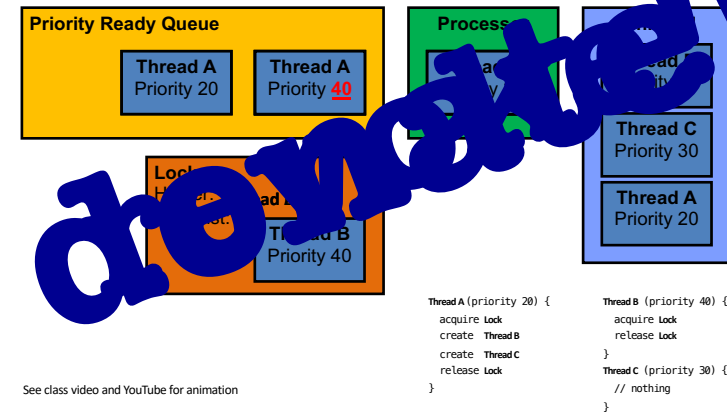 Priority Ready Queue
Thread A
Priority 20
Thread A
Priority 40
Thread C
Priority 30
Thread A
Priority 20
Thread B
Priority 40
donate
Thread A (priority 20) {
acquire Lock
create Thread B
create Thread C
release Lock
}
Thread B (priority 40) {
acquire Lock
release Lock
}
Thread C (priority 30) {
// nothing
}
See class video and YouTube for animation